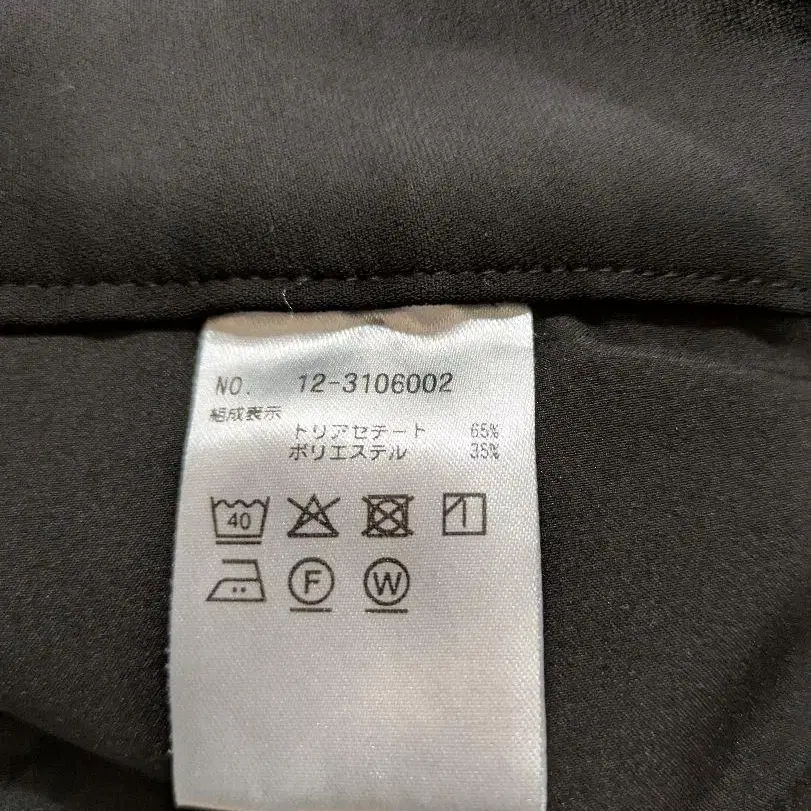 NO. 12-3106002
組成表示
トリアセテート 65%
ポリエステル 35%
40
F W